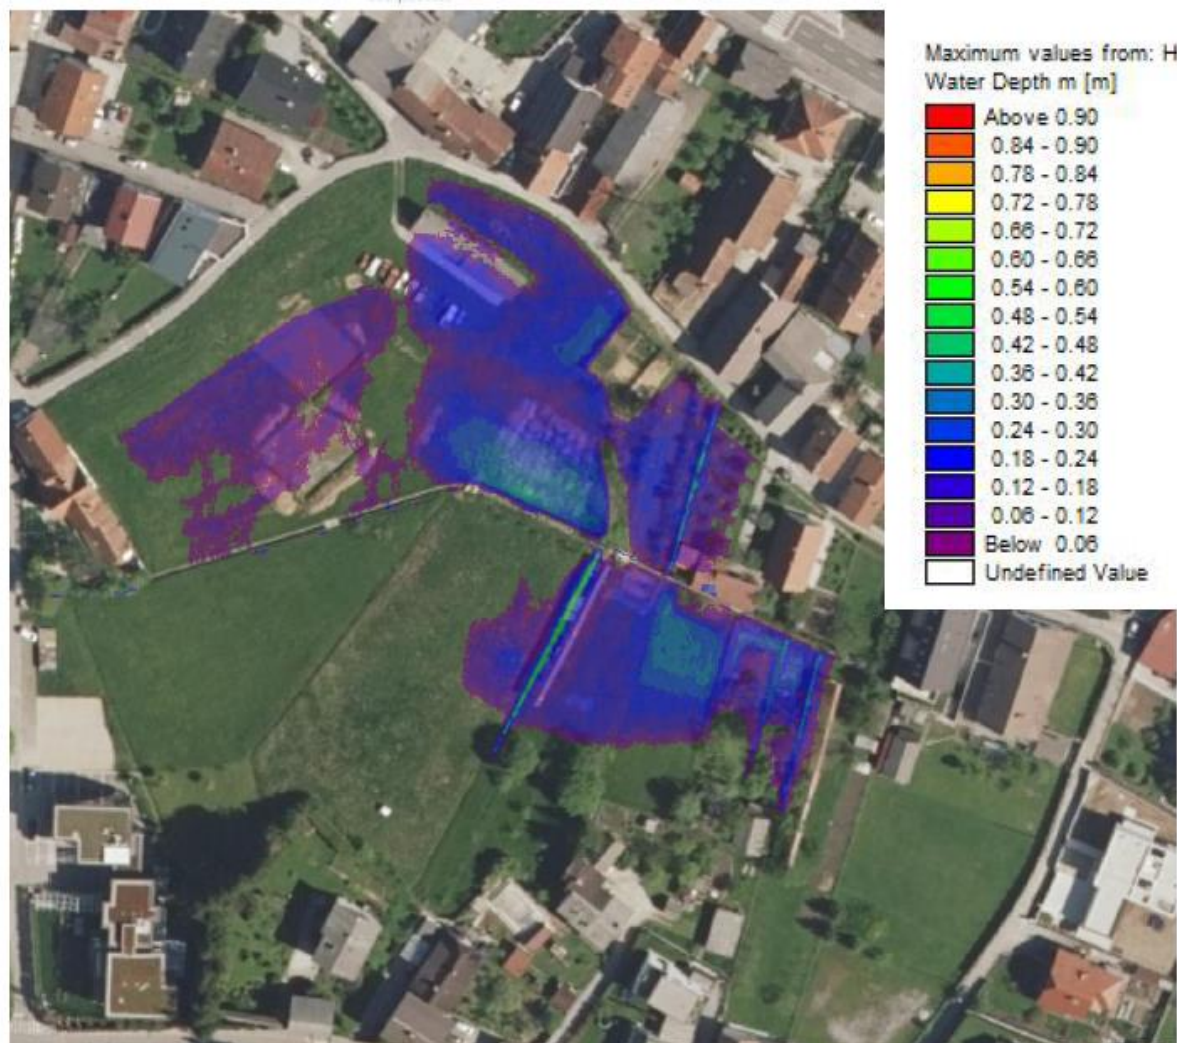 Maximum values from: H
Water Depth m [m]
Above 0.90
0.84 - 0.90
0.78 - 0.84
0.72 - 0.78
0.66 - 0.72
0.60 - 0.66
0.54 - 0.60
0.48 - 0.54
0.42 - 0.48
0.36 - 0.42
0.30 - 0.36
0.24 - 0.30
0.18 - 0.24
0.12 - 0.18
0.06 - 0.12
Below 0.06
Undefined Value